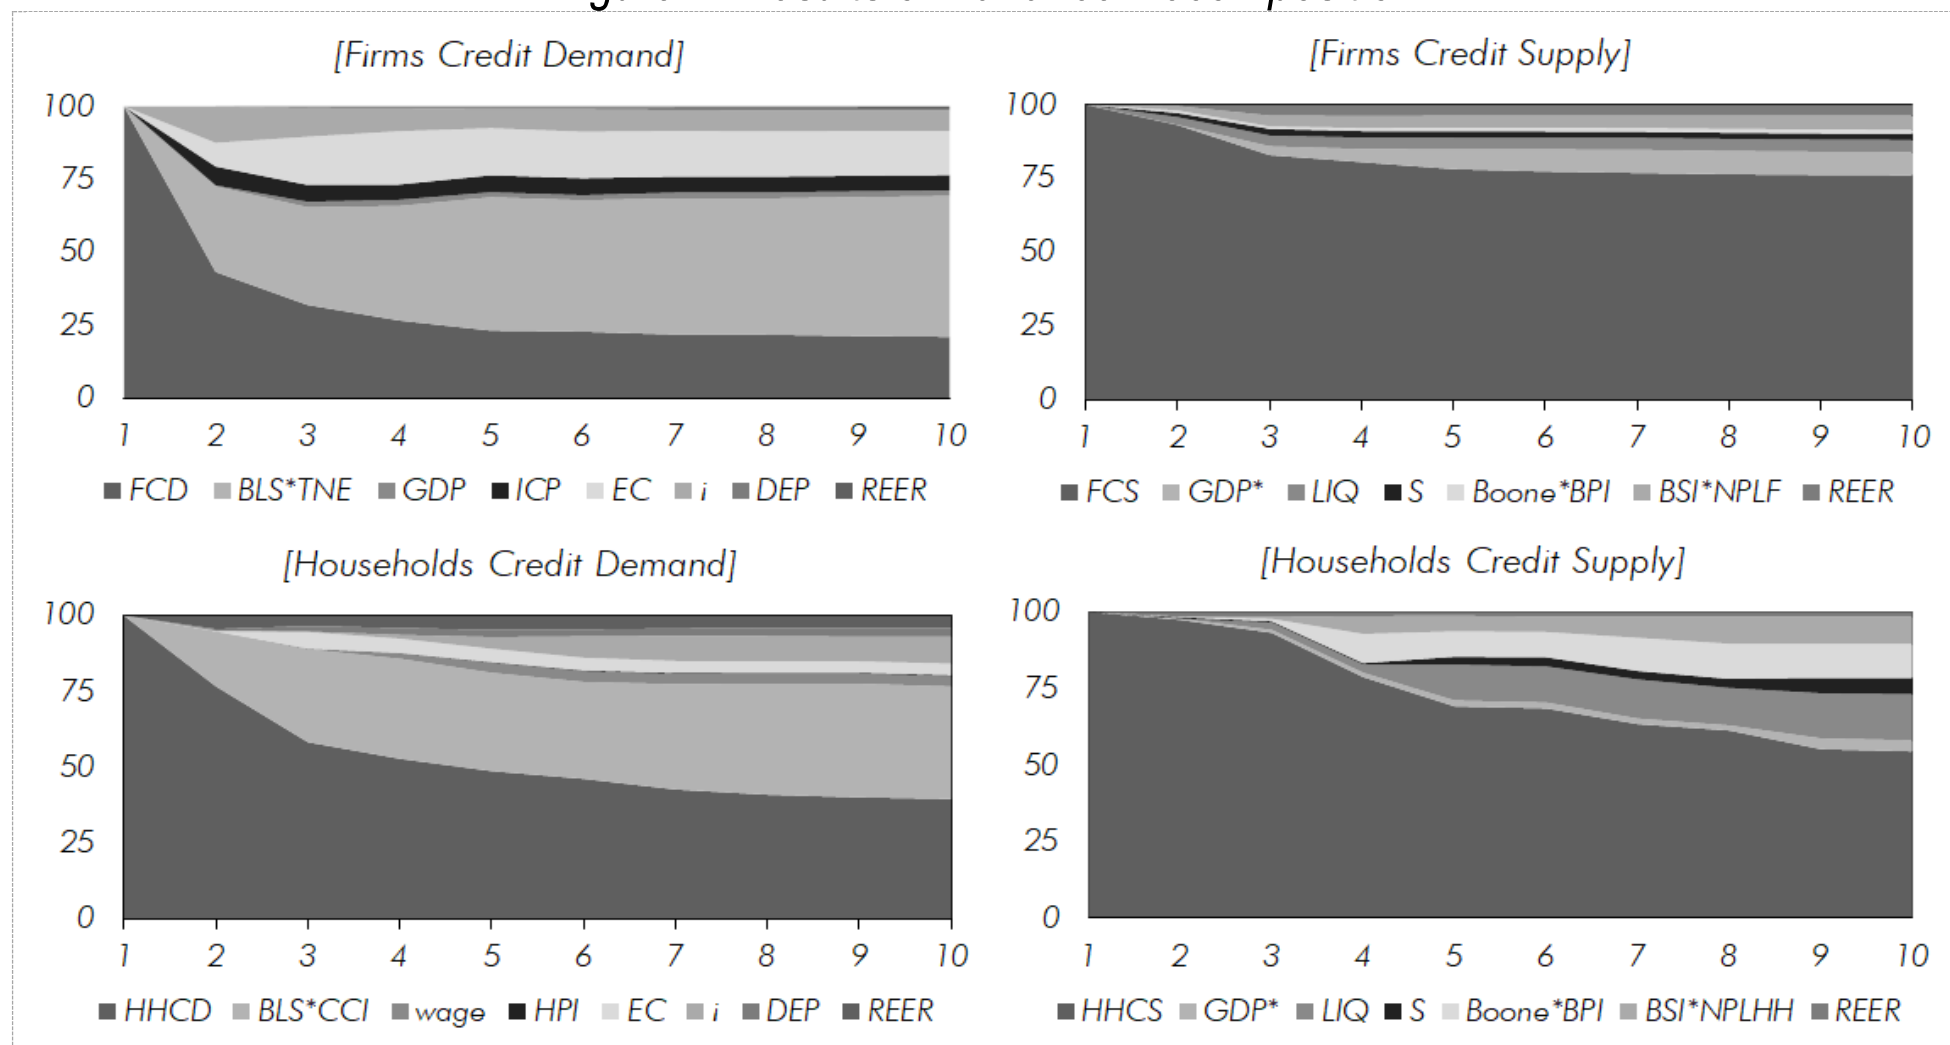 [Firms Credit Demand]
100
75
50
25
0
1 2 3 4 5 6 7 8 9 10
FCD BLS*TNE GDP ICP EC i DEP REER
[Firms Credit Supply]
100
75
50
25
0
1 2 3 4 5 6 7 8 9 10
FCS GDP* LIQ S Boone*BPI BSI*NPLF REER
[Households Credit Demand]
100
75
50
25
0
1 2 3 4 5 6 7 8 9 10
HHCD BLS*CCI wage HPI EC i DEP REER
[Households Credit Supply]
100
75
50
25
0
1 2 3 4 5 6 7 8 9 10
HHCS GDP* LIQ S Boone*BPI BSI*NPLHH REER